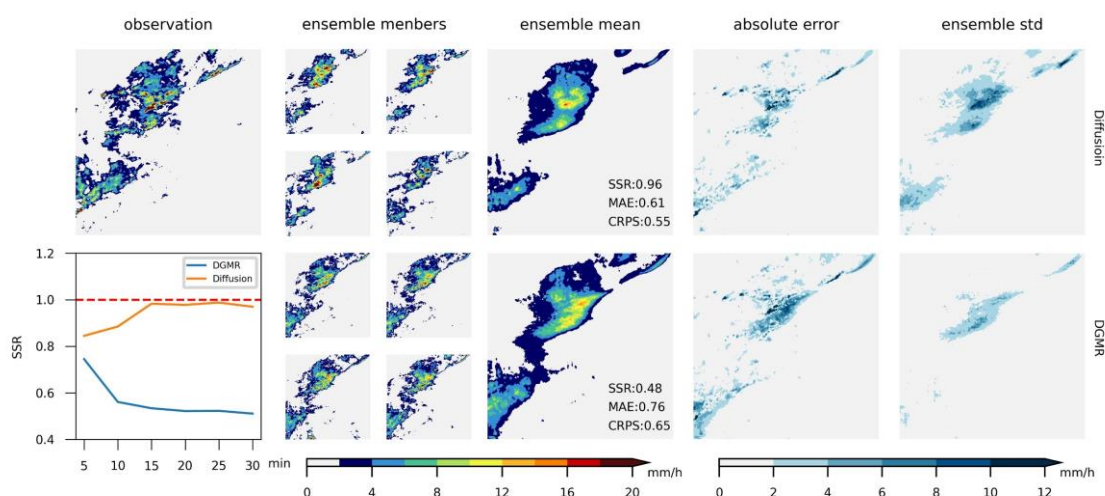 observation
ensemble menbers
ensemble mean
absolute error
ensemble std
SSR:0.96
MAE:0.61
CRPS:0.55
Diffusioin
1.2
1.0
0.8
0.6
0.4
SSR
DGMR
Diffusion
5 10 15 20 25 30 min
SSR:0.48
MAE:0.76
CRPS:0.65
DGMR
0 4 8 12 16 20 mm/h
0 2 4 6 8 10 12 mm/h